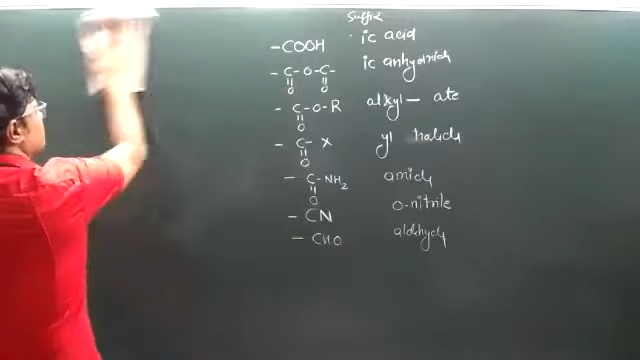 Suffix
-COOH ic acid
-C-O-C- ic anhydride
O O
-C-O-R alkyl — ate
O
-C-X yl halide
O
-C-NH2 amide
O
-CN o-nitrile
-CHO aldehyde